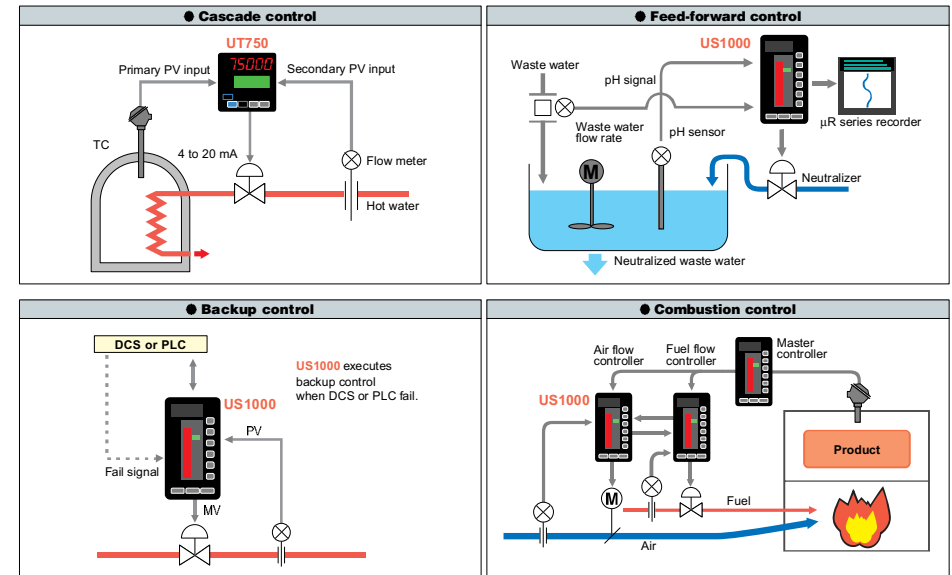 ● Cascade control
UT750
75000
Primary PV input
Secondary PV input
TC
4 to 20 mA
Flow meter
Hot water
● Feed-forward control
US1000
Waste water
pH signal
μR series recorder
Waste water
flow rate
pH sensor
M
Neutralizer
Neutralized waste water
● Backup control
DCS or PLC
US1000 executes
backup control
when DCS or PLC fail.
US1000
PV
Fail signal
MV
● Combustion control
Air flow
controller
Fuel flow
controller
Master
controller
US1000
Product
M
Fuel
Air